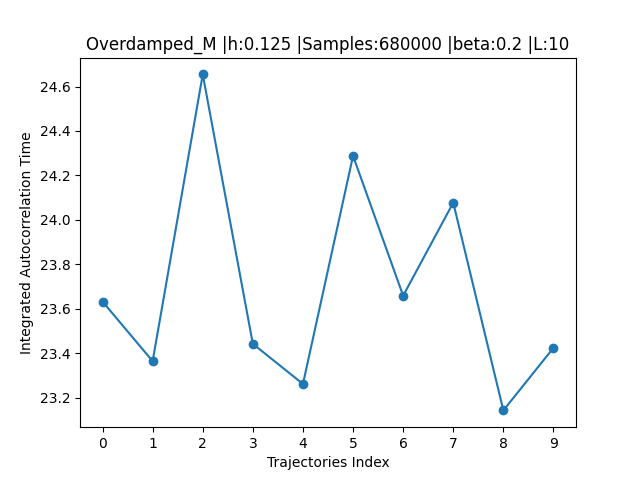 Overdamped_M |h:0.125 |Samples:680000 |beta:0.2 |L:10
24.6
24.4
24.2
24.0
23.8
23.6
23.4
23.2
Integrated Autocorrelation Time
0 1 2 3 4 5 6 7 8 9
Trajectories Index